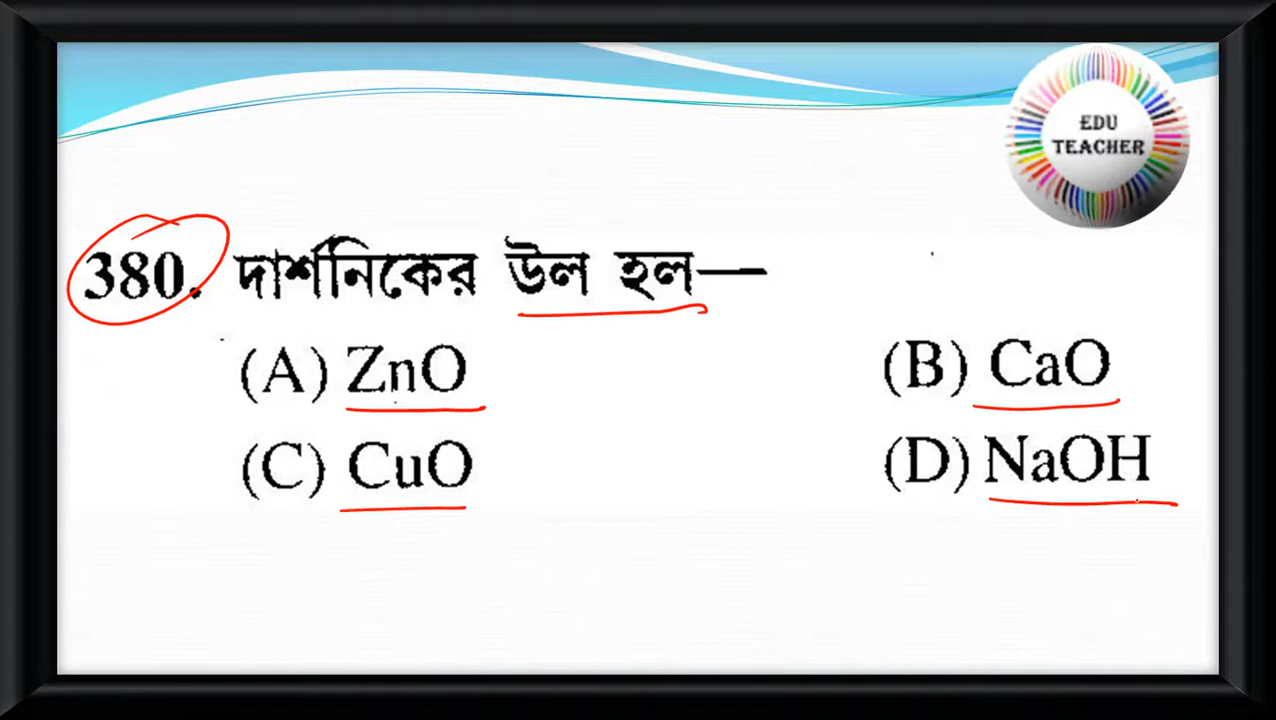 EDU
TEACHER
380. দার্শনিকের উল হল—
(A) ZnO (B) CaO
(C) CuO (D) NaOH